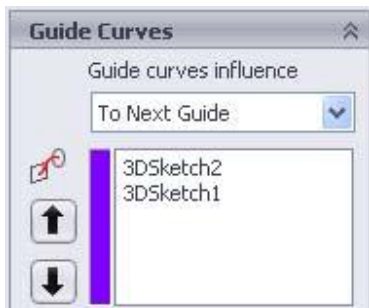 Guide Curves
Guide curves influence
To Next Guide
3DSketch2
3DSketch1